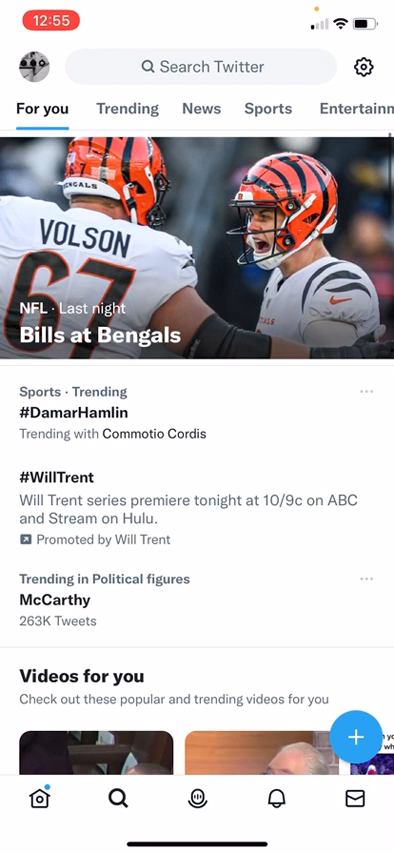 12:55
Search Twitter
For you Trending News Sports Entertainn
BENGALS
VOLSON
67
NFL · Last night
Bills at Bengals
Sports · Trending
#DamarHamlin
Trending with Commotio Cordis
#WillTrent
Will Trent series premiere tonight at 10/9c on ABC
and Stream on Hulu.
Promoted by Will Trent
Trending in Political figures
McCarthy
263K Tweets
Videos for you
Check out these popular and trending videos for you